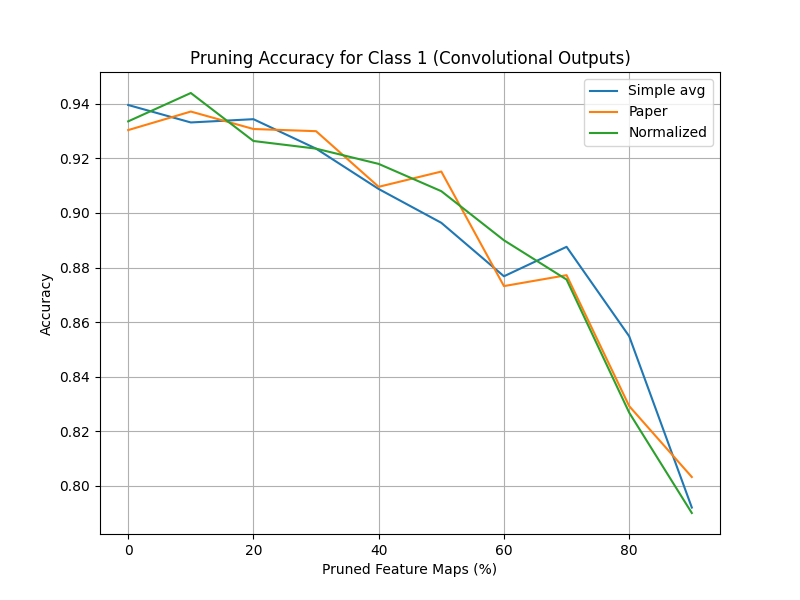 Pruning Accuracy for Class 1 (Convolutional Outputs)
Simple avg
Paper
Normalized
0.94
0.92
0.90
0.88
0.86
0.84
0.82
0.80
Accuracy
0 20 40 60 80
Pruned Feature Maps (%)